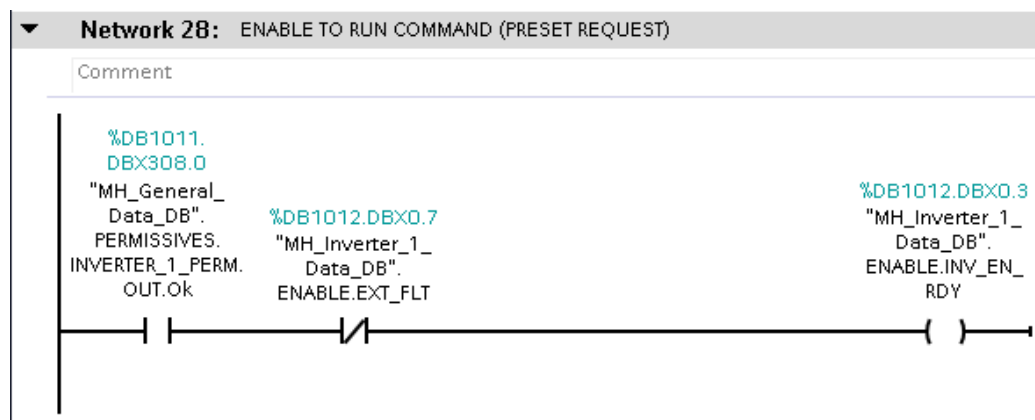 Network 28: ENABLE TO RUN COMMAND (PRESET REQUEST)
Comment
%DB1011.
DBX308.0
"MH_General_
Data_DB".
PERMISSIVES.
INVERTER_1_PERM.
OUT.Ok
%DB1012.DBX0.7
"MH_Inverter_1_
Data_DB".
ENABLE.EXT_FLT
%DB1012.DBX0.3
"MH_Inverter_1_
Data_DB".
ENABLE.INV_EN_
RDY